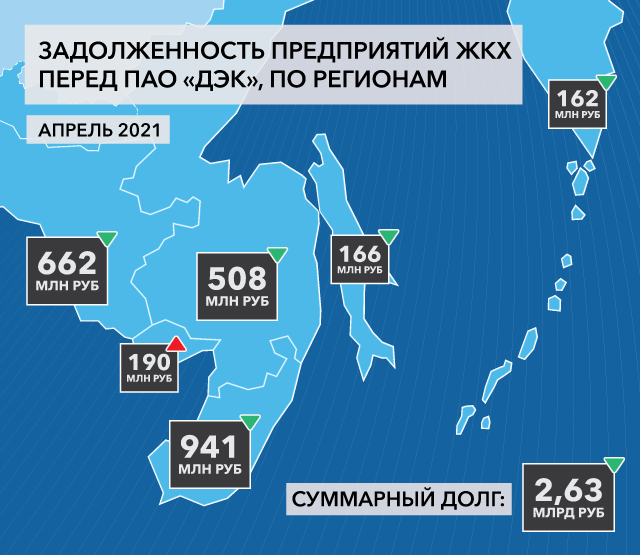 ЗАДОЛЖЕННОСТЬ ПРЕДПРИЯТИЙ ЖКХ
ПЕРЕД ПАО «ДЭК», ПО РЕГИОНАМ
АПРЕЛЬ 2021
162
МЛН РУБ
662
МЛН РУБ
508
МЛН РУБ
166
МЛН РУБ
190
МЛН РУБ
941
МЛН РУБ
СУММАРНЫЙ ДОЛГ:
2,63
МЛРД РУБ